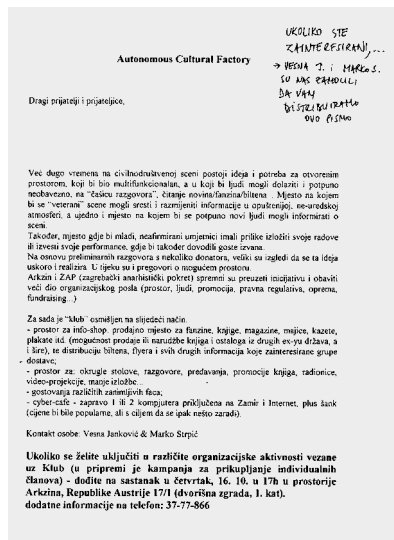 UKOLIKO STE
ZAINTERESIRANI,...
→ VESNA J. i MARKO S.
SU NAS ZAMOLILI
DA VAM
DISTRIBUIRAMO
OVO PISMO
Autonomous Cultural Factory
Dragi prijatelji i prijateljice,
Već dugo vremena na civilnodruštvenoj sceni postoji ideja i potreba za otvorenim
prostorom, koji bi bio multifunkcionalan, a u koji bi ljudi mogli dolaziti i potpuno
neobavezno, na "čašicu razgovora", čitanje novina/fanzina/biltena . Mjesto na kojem
bi se "veterani" scene mogli sresti i razmijeniti informacije u opuštenijoj, ne-uredskoj
atmosferi, a ujedno i mjesto na kojem bi se potpuno novi ljudi mogli informirati o
sceni.
Također, mjesto gdje bi mladi, neafirmirani umjetnici imali prilike izložiti svoje radove
ili izvesti svoje performance, gdje bi također dovodili goste izvana.
Na osnovu preliminarnih razgovora s nekoliko donatora, veliki su izgledi da se ta ideja
uskoro i realizira. U tijeku su i pregovori o mogućem prostoru.
Arkzin i ZAP (zagrebački anarhistički pokret) spremni su preuzeti inicijativu i obaviti
veći dio organizacijskog posla (prostor, ljudi, promocija, pravna regulativa, oprema,
fundraising...)
Za sada je "klub" osmišljen na slijedeći način.
- prostor za info-shop. prodajno mjesto za fanzine, knjige, magazine, majice, kazete,
plakate itd. (mogućnost prodaje ili narudžbe knjiga i ostaloga iz drugih ex-yu država, a
i šire), te distribuciju biltena, flyera i svih drugih informacija koje zainteresirane grupe
dostave;
- prostor za: okrugle stolove, razgovore, predavanja, promocije knjiga, radionice,
video-projekcije, manje izložbe...
- gostovanja različitih zanimljivih faca;
- cyber-cafe - zapravo 1 ili 2 kompjutera priključena na Zamir i Internet, plus šank
(cijene bi bile popularne, ali s ciljem da se ipak nešto zaradi).
Kontakt osobe: Vesna Janković & Marko Strpić
Ukoliko se želite uključiti u različite organizacijske aktivnosti vezane
uz Klub (u pripremi je kampanja za prikupljanje individualnih
članova) - dođite na sastanak u četvrtak, 16. 10. u 17h u prostorije
Arkzina, Republike Austrije 17/1 (dvorišna zgrada, 1. kat).
dodatne informacije na telefon: 37-77-866